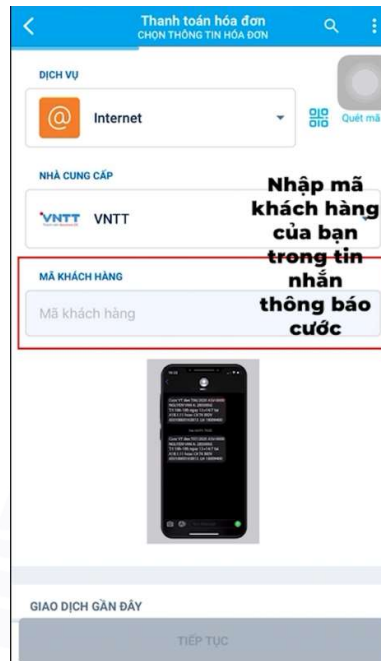 Thanh toán hóa đơn
CHỌN THÔNG TIN HÓA ĐƠN
DỊCH VỤ
Internet
Quét mã
NHÀ CUNG CẤP
VNTT VNTT
Nhập mã
khách hàng
của bạn
trong tin
nhắn
thông báo
cước
MÃ KHÁCH HÀNG
Mã khách hàng
GIAO DỊCH GẦN ĐÂY
TIẾP TỤC